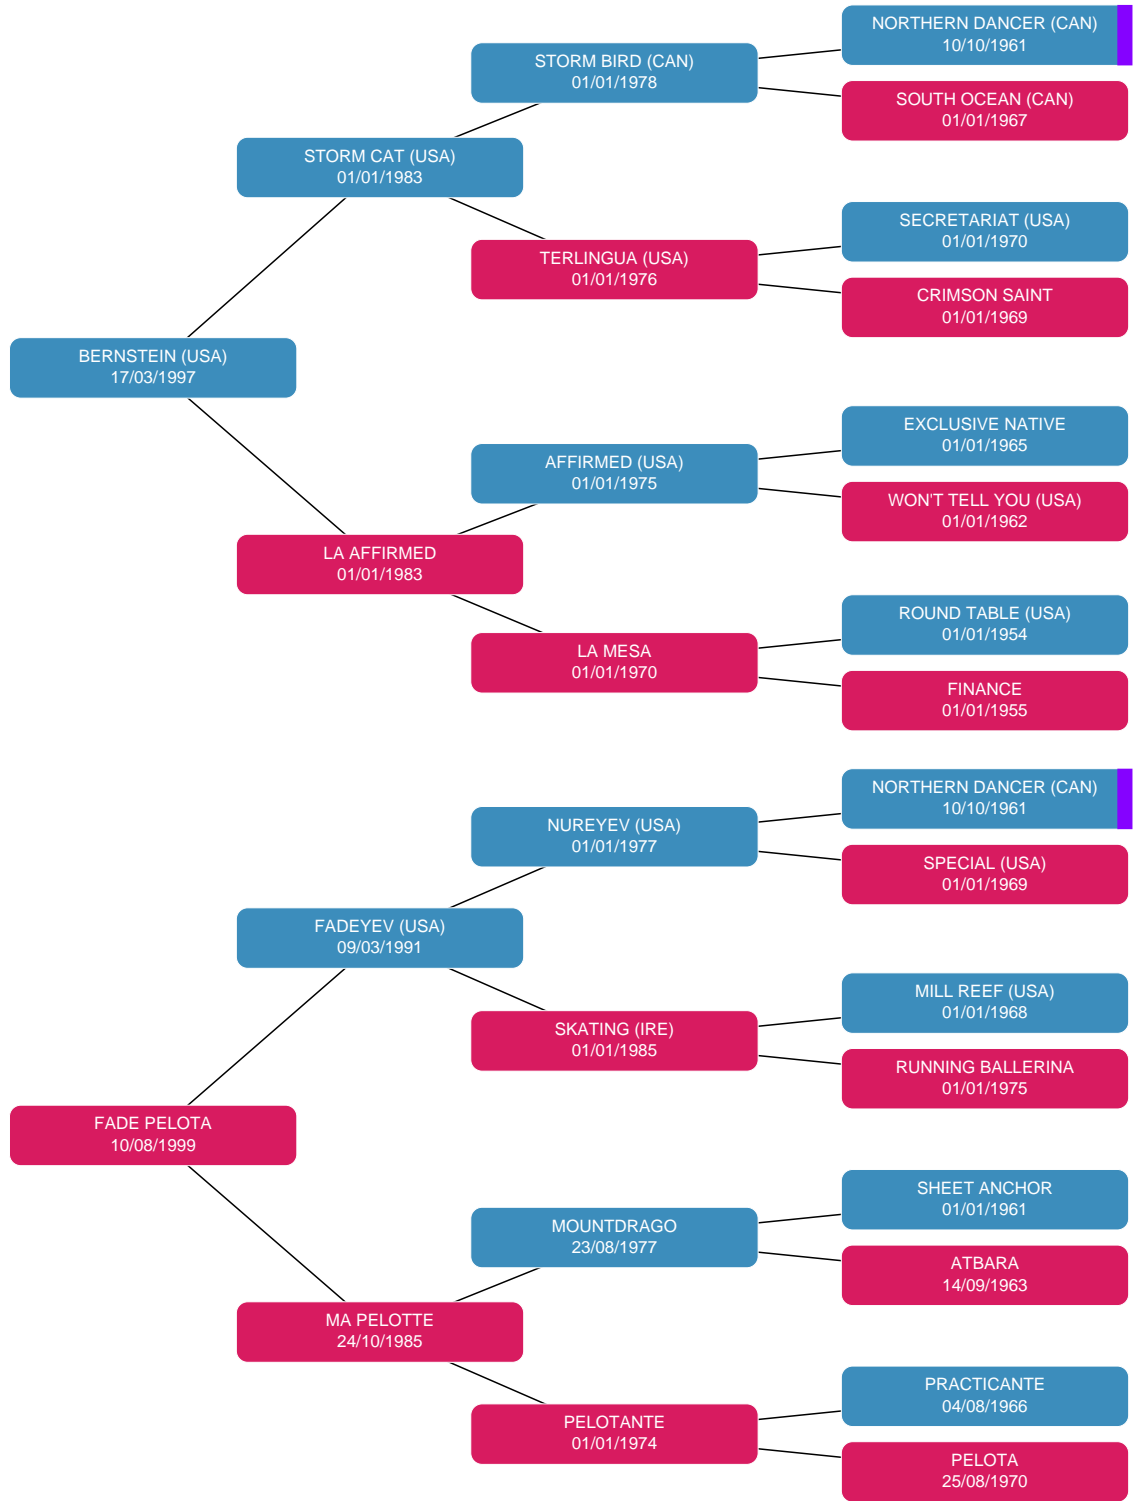 NORTHERN DANCER (CAN)
10/10/1961
STORM BIRD (CAN)
01/01/1978
SOUTH OCEAN (CAN)
01/01/1967
STORM CAT (USA)
01/01/1983
SECRETARIAT (USA)
01/01/1970
TERLINGUA (USA)
01/01/1976
CRIMSON SAINT
01/01/1969
BERNSTEIN (USA)
17/03/1997
EXCLUSIVE NATIVE
01/01/1965
AFFIRMED (USA)
01/01/1975
WON'T TELL YOU (USA)
01/01/1962
LA AFFIRMED
01/01/1983
ROUND TABLE (USA)
01/01/1954
LA MESA
01/01/1970
FINANCE
01/01/1955
NORTHERN DANCER (CAN)
10/10/1961
NUREYEV (USA)
01/01/1977
SPECIAL (USA)
01/01/1969
FADEYEV (USA)
09/03/1991
MILL REEF (USA)
01/01/1968
SKATING (IRE)
01/01/1985
RUNNING BALLERINA
01/01/1975
FADE PELOTA
10/08/1999
SHEET ANCHOR
01/01/1961
MOUNTDRAGO
23/08/1977
ATBARA
14/09/1963
MA PELOTTE
24/10/1985
PRACTICANTE
04/08/1966
PELOTANTE
01/01/1974
PELOTA
25/08/1970